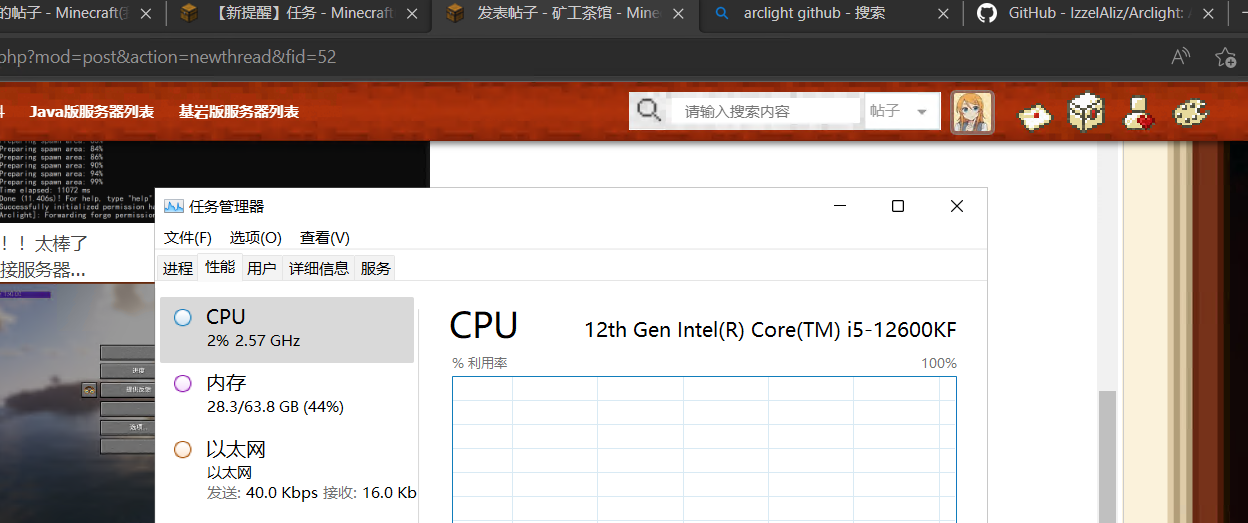 的帖子 - Minecraft(
【新提醒】任务 - Minecraft
发表帖子 - 矿工茶馆 - Mine
arclight github - 搜索
GitHub - IzzelAliz/Arclight: A
php?mod=post&action=newthread&fid=52
Java版服务器列表 基岩版服务器列表
请输入搜索内容 帖子
Preparing spawn area: 84%
Preparing spawn area: 86%
Preparing spawn area: 90%
Preparing spawn area: 94%
Preparing spawn area: 99%
Time elapsed: 11072 ms
Done (11.406s)! For help, type "help"
Successfully initialized permission ha
Arclight]: Forwarding forge permission
！！太棒了
接服务器...
进度
提供反馈
选项...
任务管理器
文件(F) 选项(O) 查看(V)
进程 性能 用户 详细信息 服务
CPU
2% 2.57 GHz
内存
28.3/63.8 GB (44%)
以太网
以太网
发送: 40.0 Kbps 接收: 16.0 Kb
CPU 12th Gen Intel(R) Core(TM) i5-12600KF
% 利用率 100%